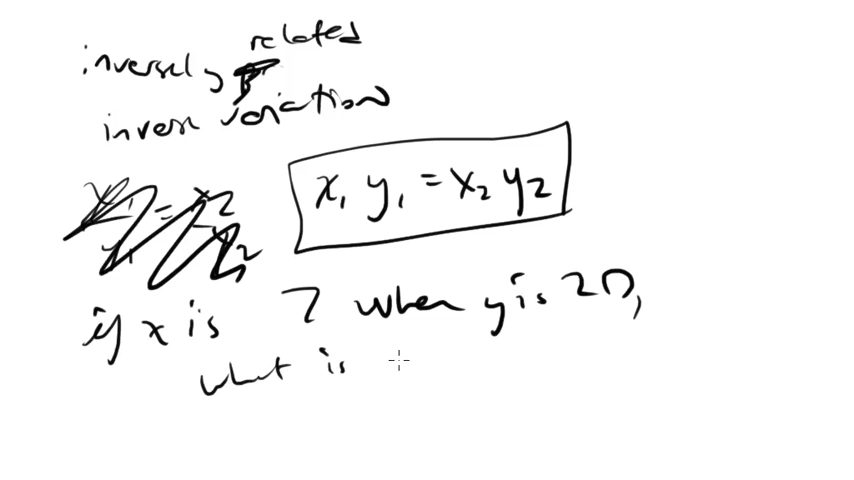 inversely related
inverse variation
x₁ y₁ = x₂ y₂
if x is 7 when y is 20,
what is